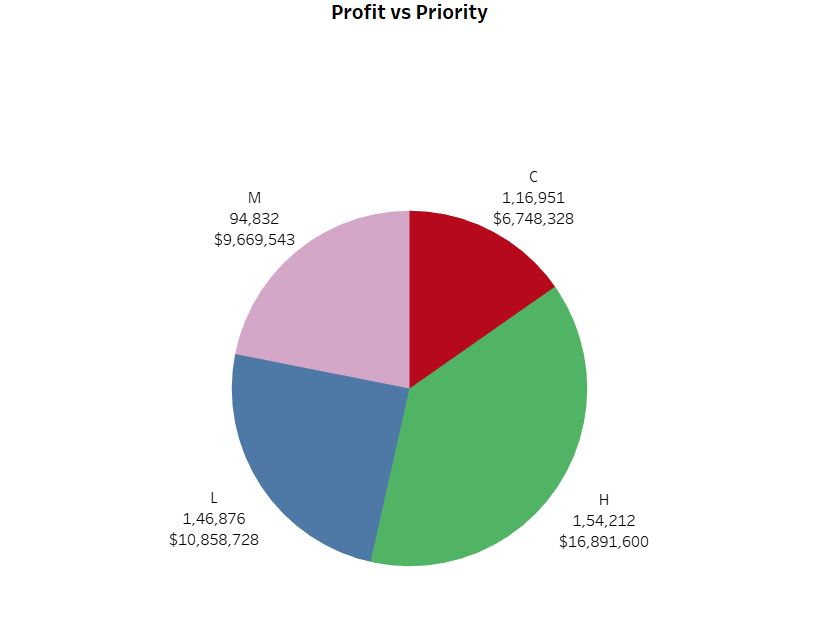 Profit vs Priority
C
1,16,951
$6,748,328
M
94,832
$9,669,543
L
1,46,876
$10,858,728
H
1,54,212
$16,891,600